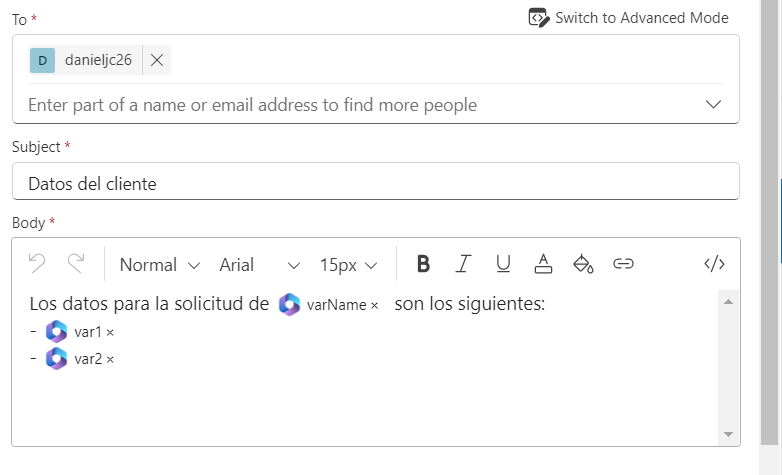 To *
Switch to Advanced Mode
D danieljc26
Enter part of a name or email address to find more people
Subject *
Datos del cliente
Body *
Normal Arial 15px B I U A </>
Los datos para la solicitud de varName × son los siguientes:
- var1 ×
- var2 ×